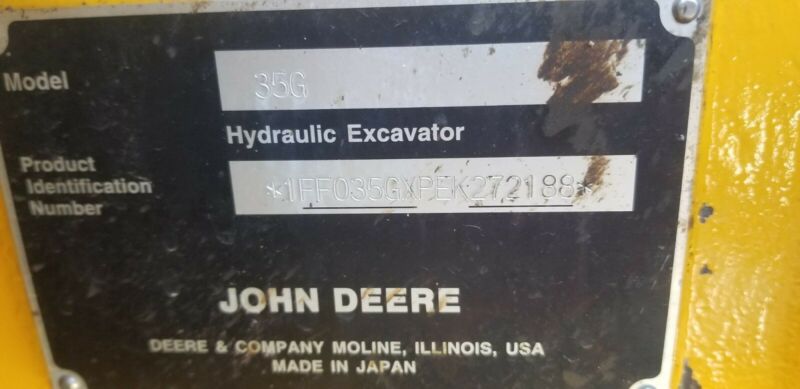 Model 35G
Hydraulic Excavator
Product
Identification
Number
*1FF035GXPEK272188*
JOHN DEERE
DEERE & COMPANY MOLINE, ILLINOIS, USA
MADE IN JAPAN